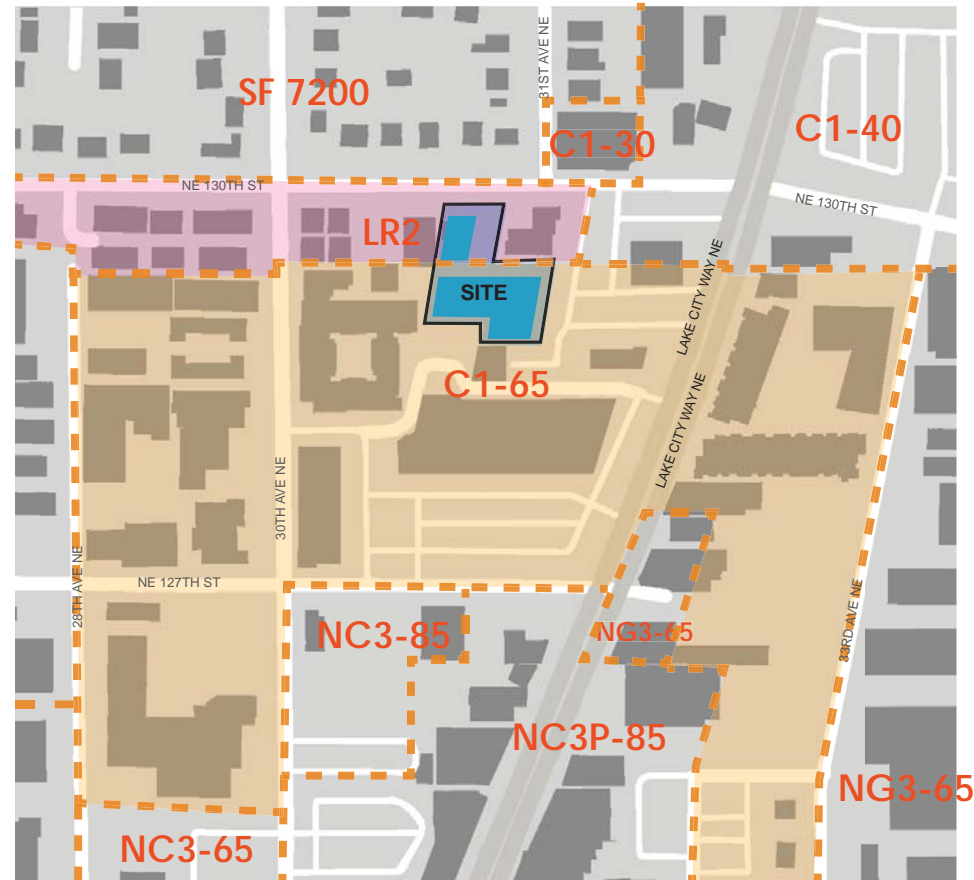 31ST AVE NE
SF 7200
C1-30
C1-40
NE 130TH ST
NE 130TH ST
LR2
SITE
LAKE CITY WAY NE
C1-65
LAKE CITY WAY NE
30TH AVE NE
28TH AVE NE
NE 127TH ST
33RD AVE NE
NC3-85
NG3-65
NC3P-85
NG3-65
NC3-65